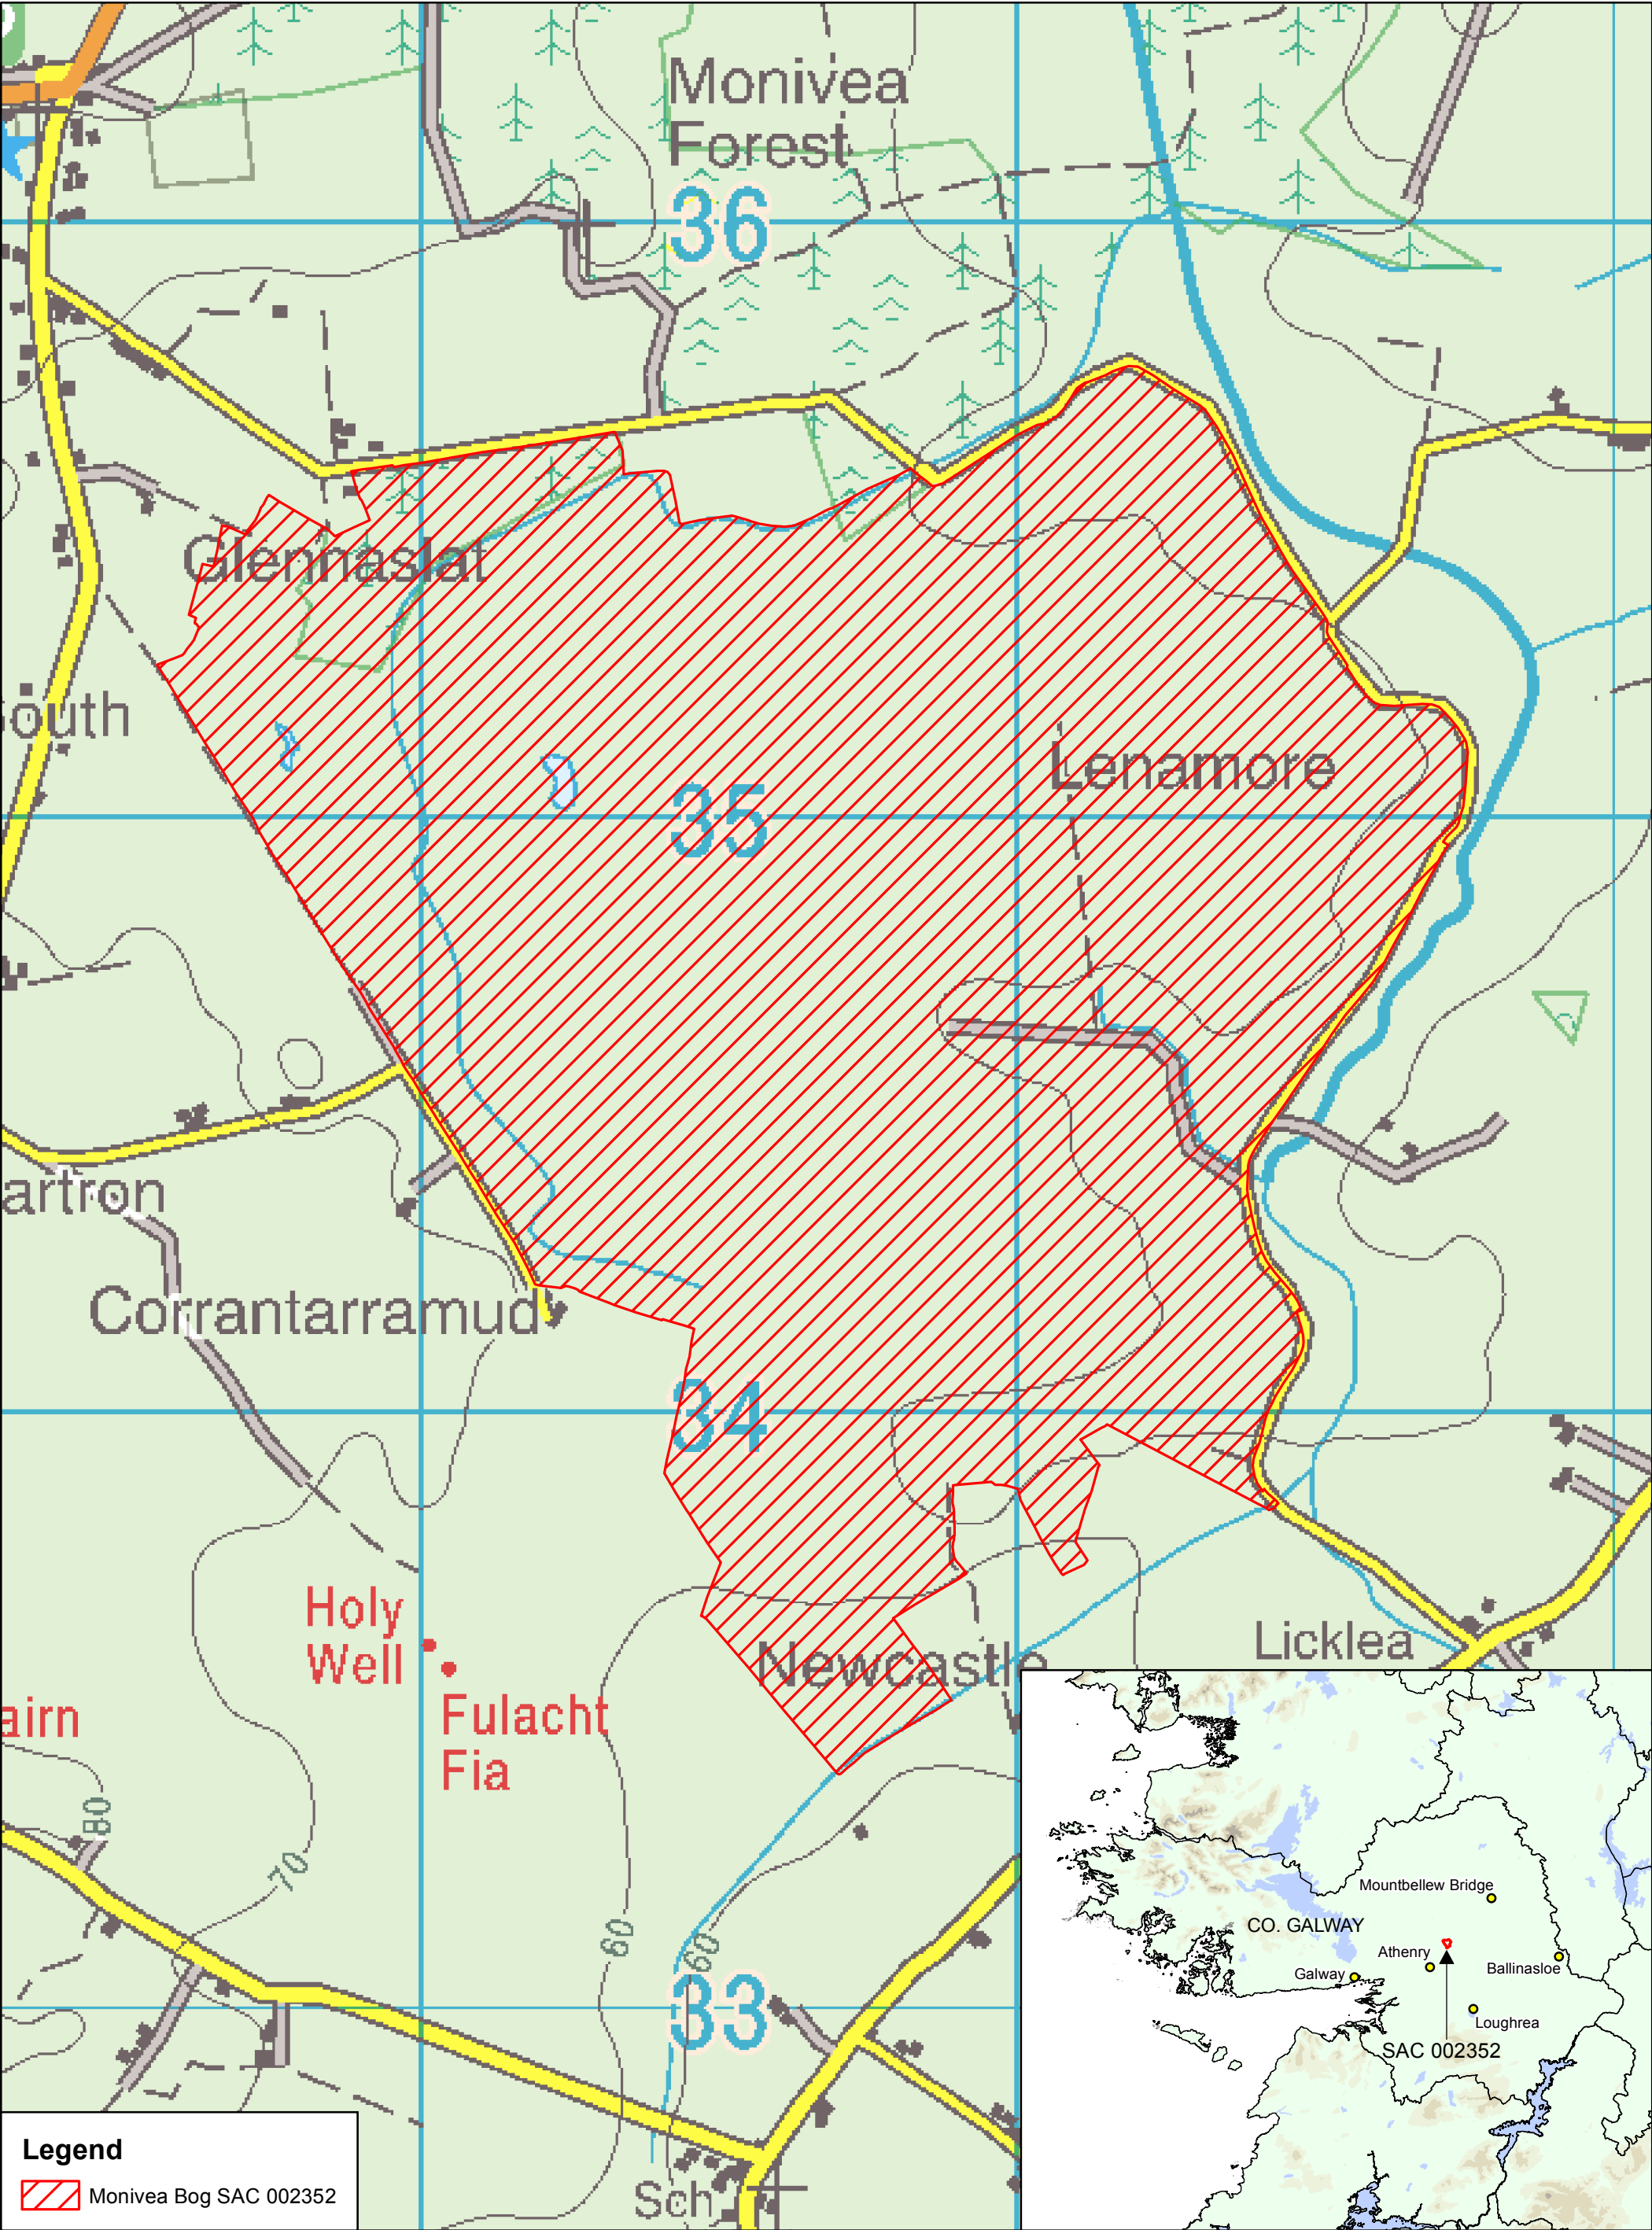 Monivea
Forest
36
Glennaslat
outh
Lenamore
35
artron
Corrantarramud
34
Holy
Well
Newcastle
Licklea
airn
Fulacht
Fia
80
70
60
60
33
Sch
Mountbellew Bridge
CO. GALWAY
Athenry
Galway
Ballinasloe
Loughrea
SAC 002352
Legend
Monivea Bog SAC 002352